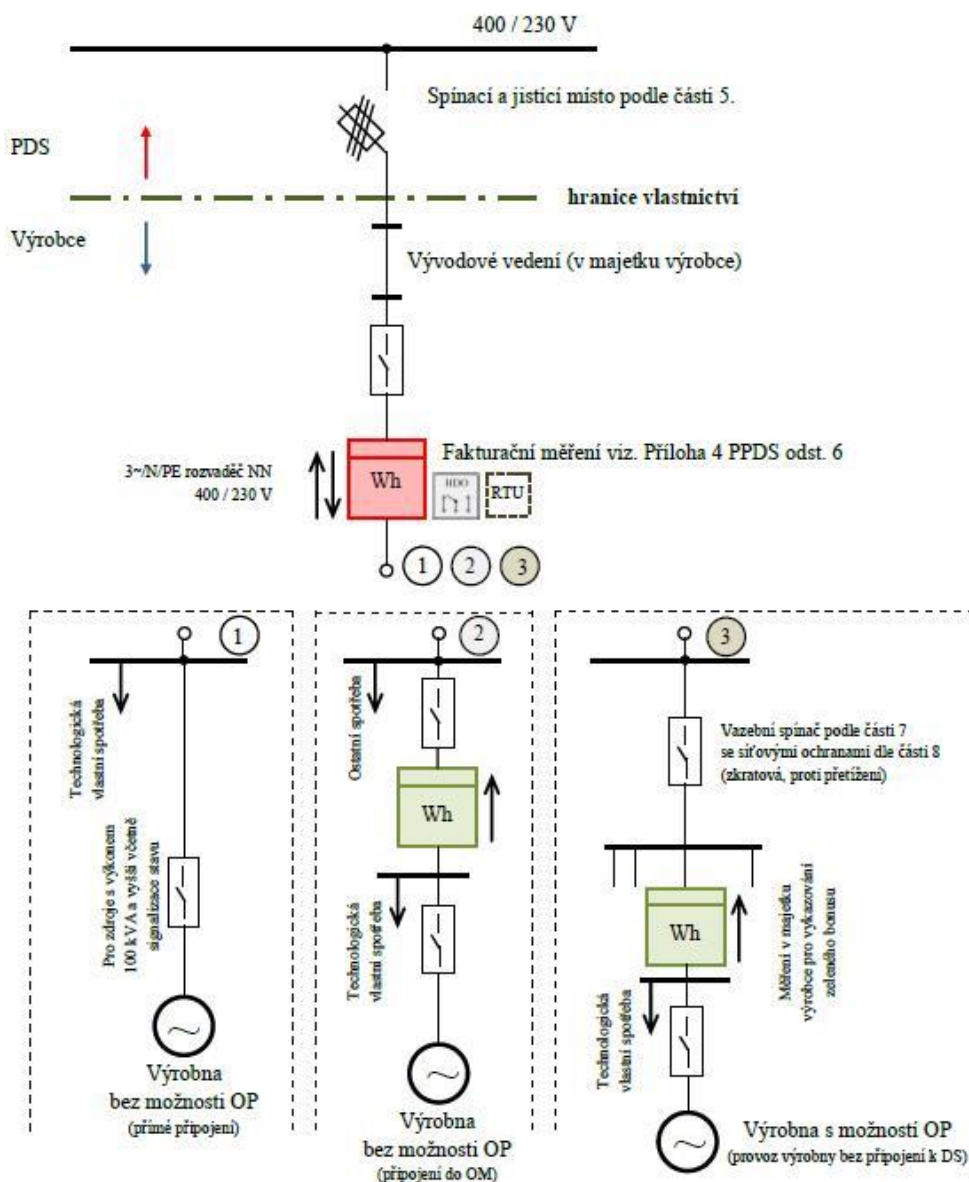 400 / 230 V
Spínací a jistící místo podle části 5.
PDS
hranice vlastnictví
Výrobce
Vývodové vedení (v majetku výrobce)
3~/N/PE rozvaděč NN
400 / 230 V
Wh
Fakturační měření viz. Příloha 4 PPDS odst. 6
HDO
RTU
1
2
3
1
Technologická
vlastní spotřeba
Pro zdroje s výkonem
100 kVA a vyšší včetně
signalizace stavu
Výrobna
bez možnosti OP
(přímé připojení)
2
Ostatní spotřeba
Wh
Technologická
vlastní spotřeba
Výrobna
bez možnosti OP
(připojení do OM)
3
Vazební spínač podle části 7
se síťovými ochranami dle části 8
(zkratová, proti přetížení)
Wh
Měření v majetku
výrobce pro vykazování
zeleného bonusu
Technologická
vlastní spotřeba
Výrobna s možností OP
(provoz výrobny bez připojení k DS)